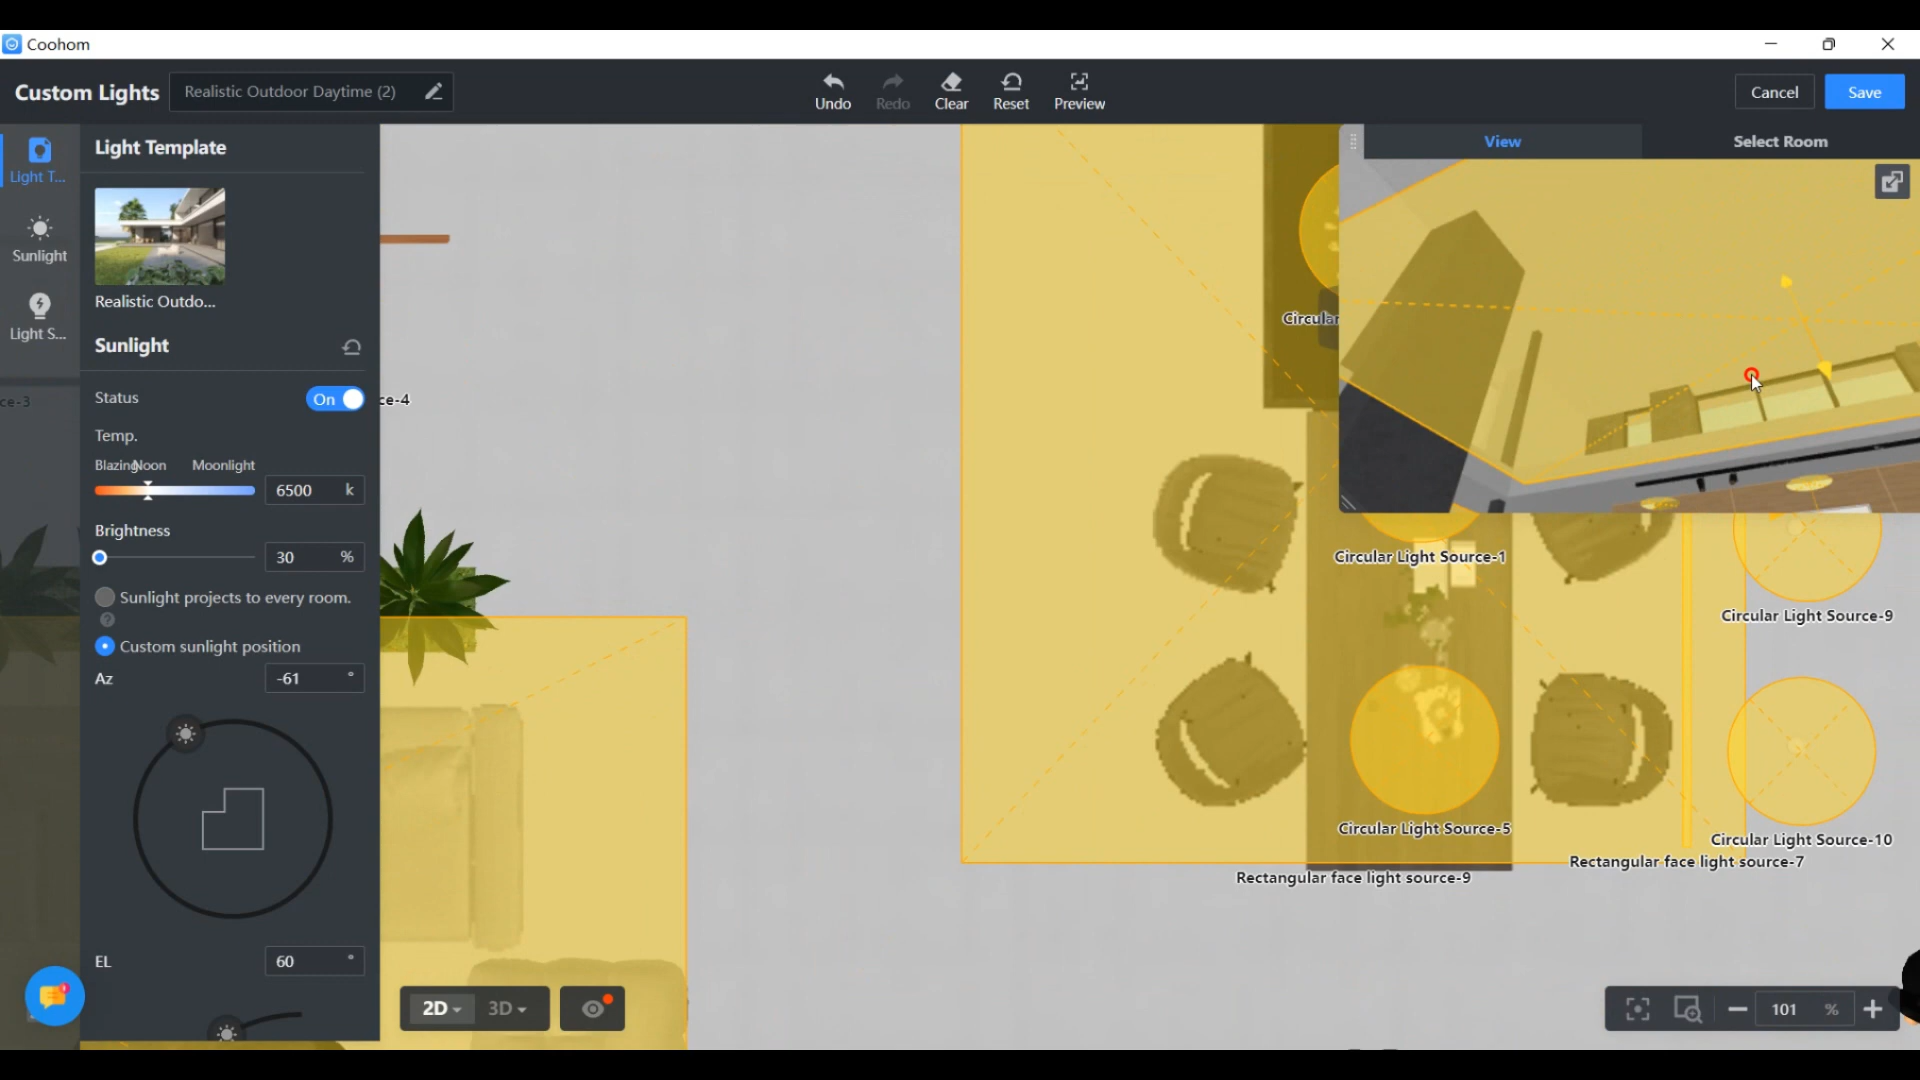 Coohom
Custom Lights
Realistic Outdoor Daytime (2)
Undo
Redo
Clear
Reset
Preview
Cancel
Save
Light T...
Sunlight
Light S...
Light Template
Realistic Outdo...
Sunlight
Status
On
Temp.
Blazing
Noon
Moonlight
6500 k
Brightness
30 %
Sunlight projects to every room.
?
Custom sunlight position
Az
-61 °
EL
60 °
ce-3
ce-4
View
Select Room
Circular
Circular Light Source-1
Circular Light Source-9
Circular Light Source-5
Circular Light Source-10
Rectangular face light source-7
Rectangular face light source-9
2D
3D
101 %